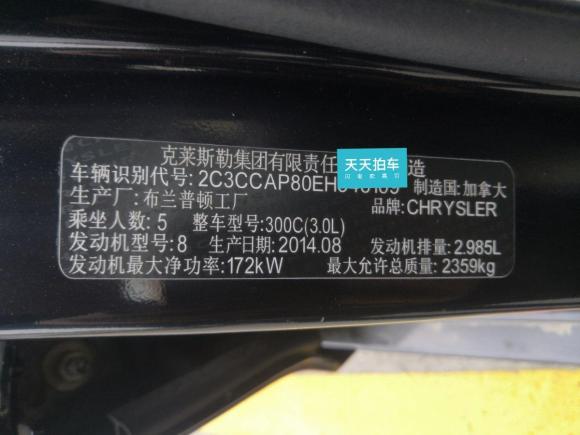 克莱斯勒集团有限责任 造
天天拍车
车辆识别代号: 2C3CCAP80EH 制造国:加拿大
生产厂: 布兰普顿工厂 品牌:CHRYSLER
乘坐人数: 5 整车型号:300C(3.0L)
发动机型号: 8 生产日期:2014.08 发动机排量: 2.985L
发动机最大净功率:172kW 最大允许总质量: 2359kg